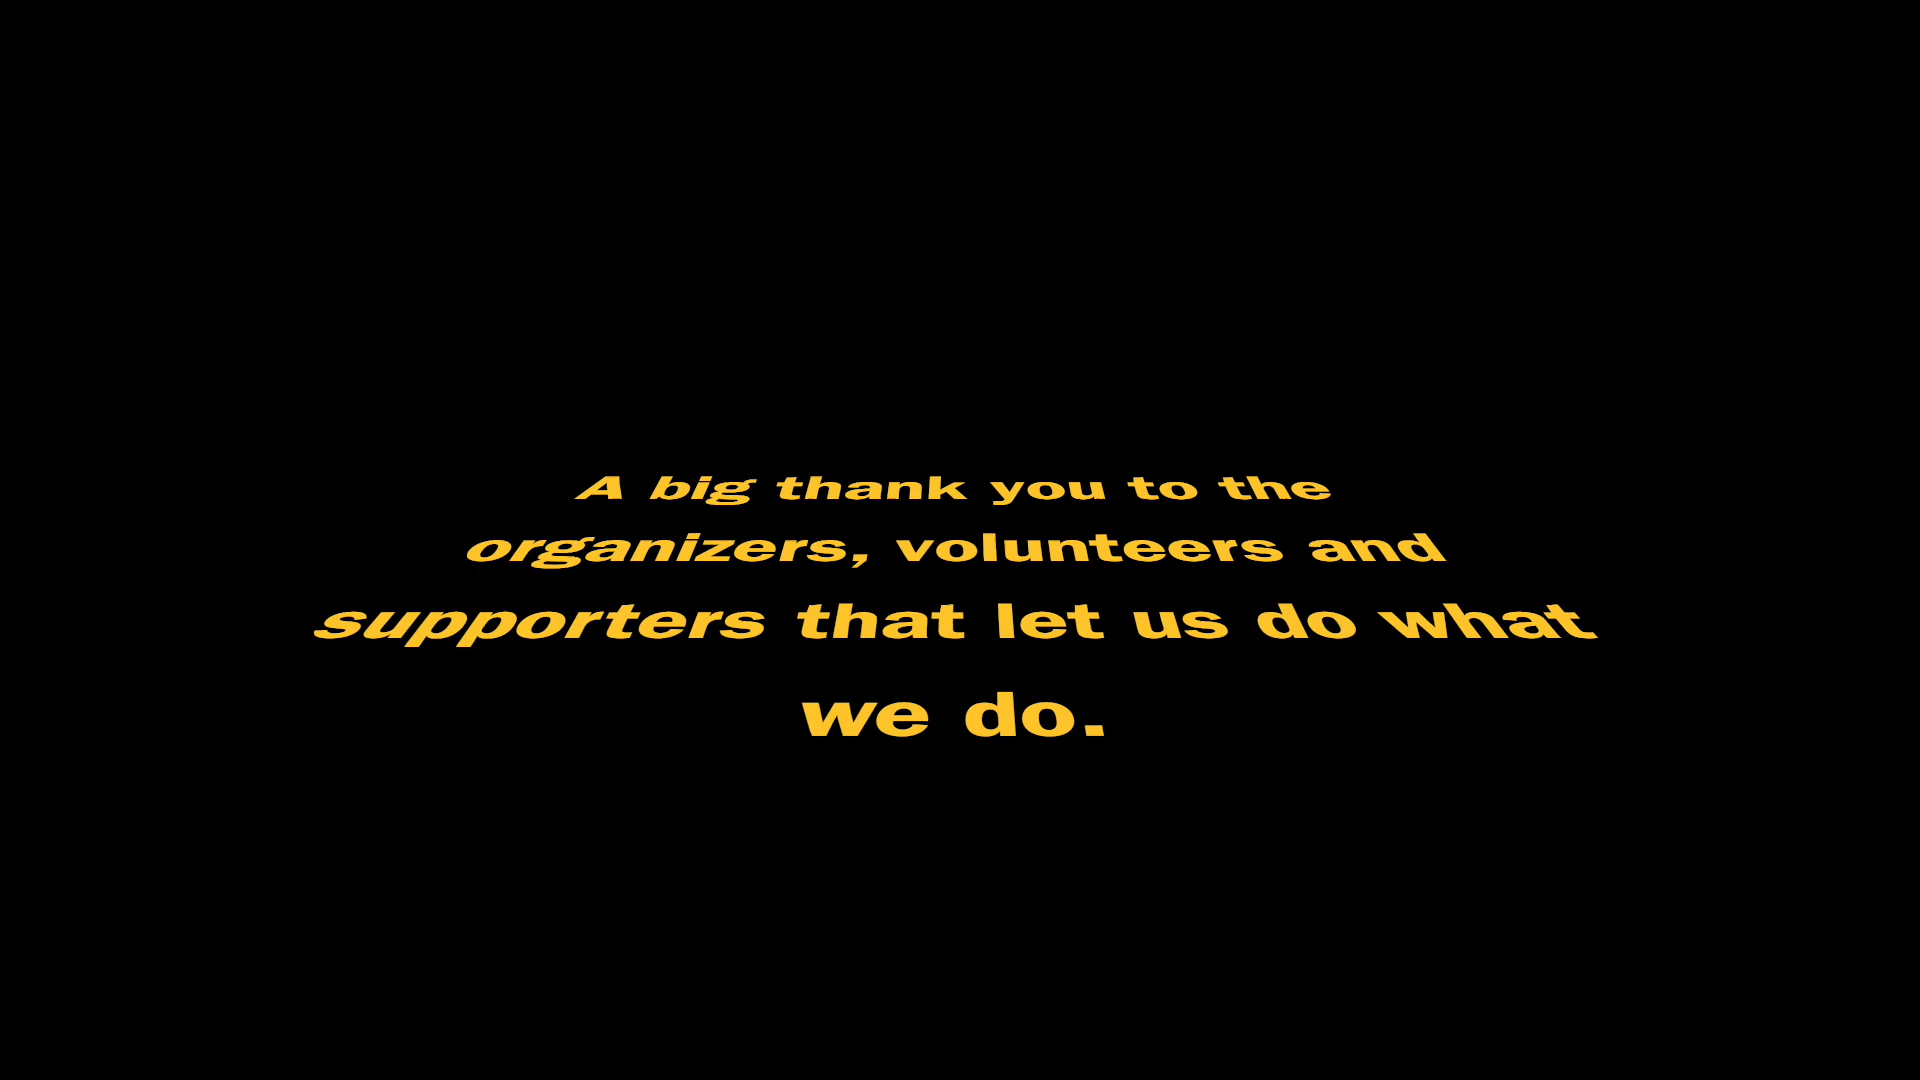 A big thank you to the
organizers, volunteers and
supporters that let us do what
we do.